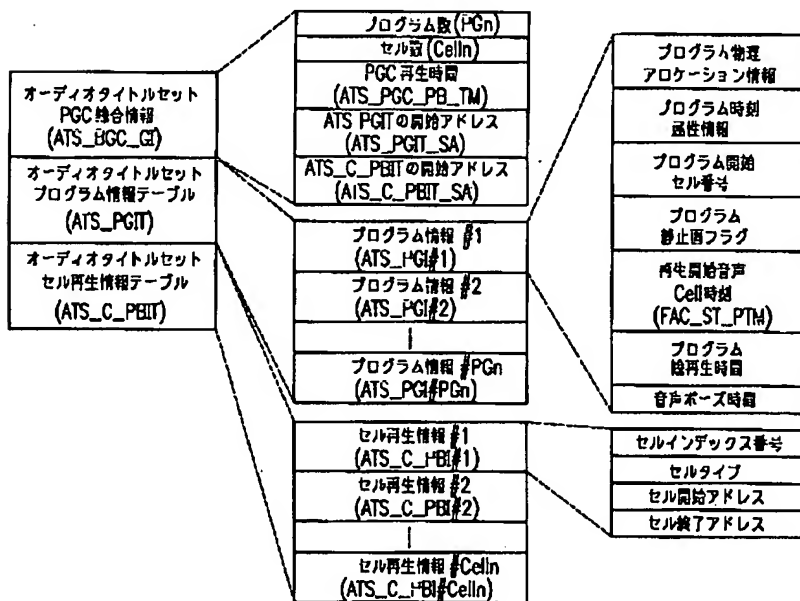 オーディオタイトルセット
PGC 総合情報
(ATS_BGC_GI)
オーディオタイトルセット
プログラム情報テーブル
(ATS_PGIT)
オーディオタイトルセット
セル再生情報テーブル
(ATS_C_PBIT)
プログラム数(PGn)
セル数(Celln)
PGC 再生時間
(ATS_PGC_PB_TM)
ATS PGITの開始アドレス
(ATS_PGIT_SA)
ATS_C_PBITの開始アドレス
(ATS_C_PBIT_SA)
プログラム情報 #1
(ATS_PGI#1)
プログラム情報 #2
(ATS_PGI#2)
プログラム情報 #PGn
(ATS_PGI#PGn)
セル再生情報 #1
(ATS_C_PBI#1)
セル再生情報 #2
(ATS_C_PBI#2)
セル再生情報 #Celln
(ATS_C_PBI#Celln)
プログラム物理
アロケーション情報
プログラム時刻
属性情報
プログラム開始
セル番号
プログラム
静止画フラグ
再生開始音声
Cell時刻
(FAC_ST_PTM)
プログラム
総再生時間
音声ポーズ時間
セルインデックス番号
セルタイプ
セル開始アドレス
セル終了アドレス